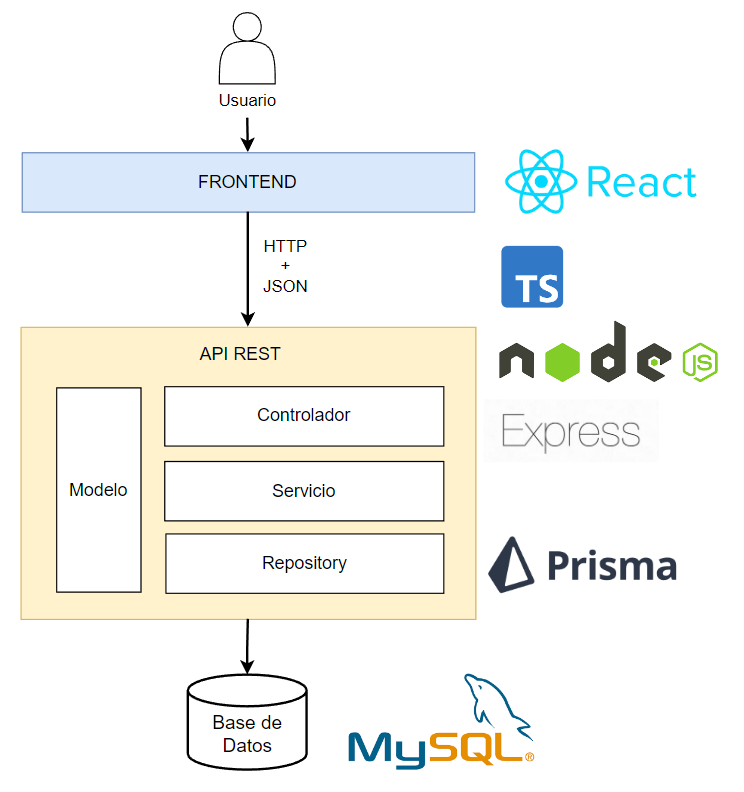 Usuario
FRONTEND
React
HTTP
+
JSON
TS
node
JS
API REST
Controlador
Express
Modelo
Servicio
Repository
Prisma
Base de
Datos
MySQL®